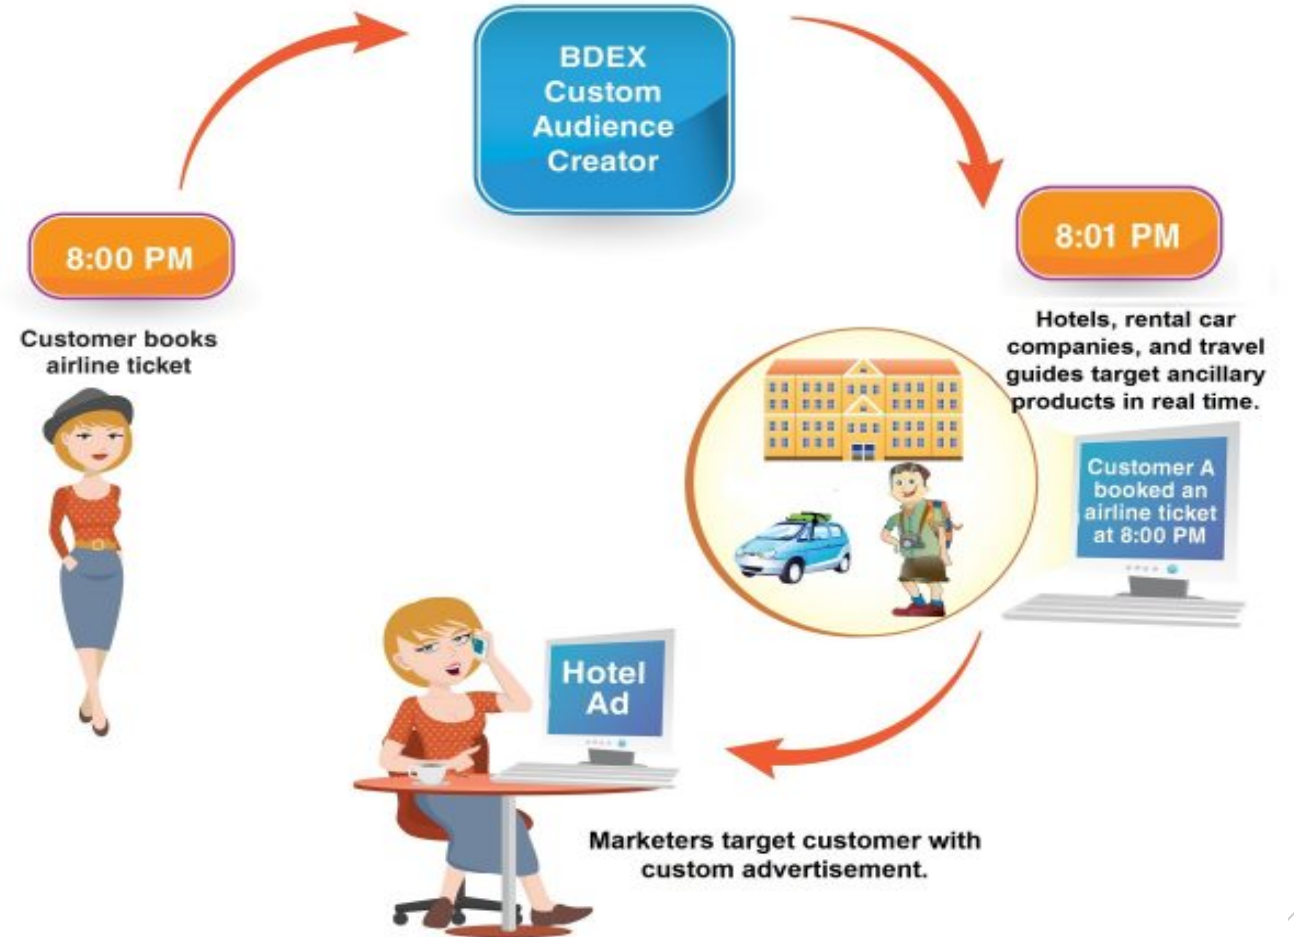 BDEX
Custom
Audience
Creator
8:00 PM
Customer books
airline ticket
8:01 PM
Hotels, rental car
companies, and travel
guides target ancillary
products in real time.
Customer A
booked an
airline ticket
at 8:00 PM
Hotel
Ad
Marketers target customer with
custom advertisement.